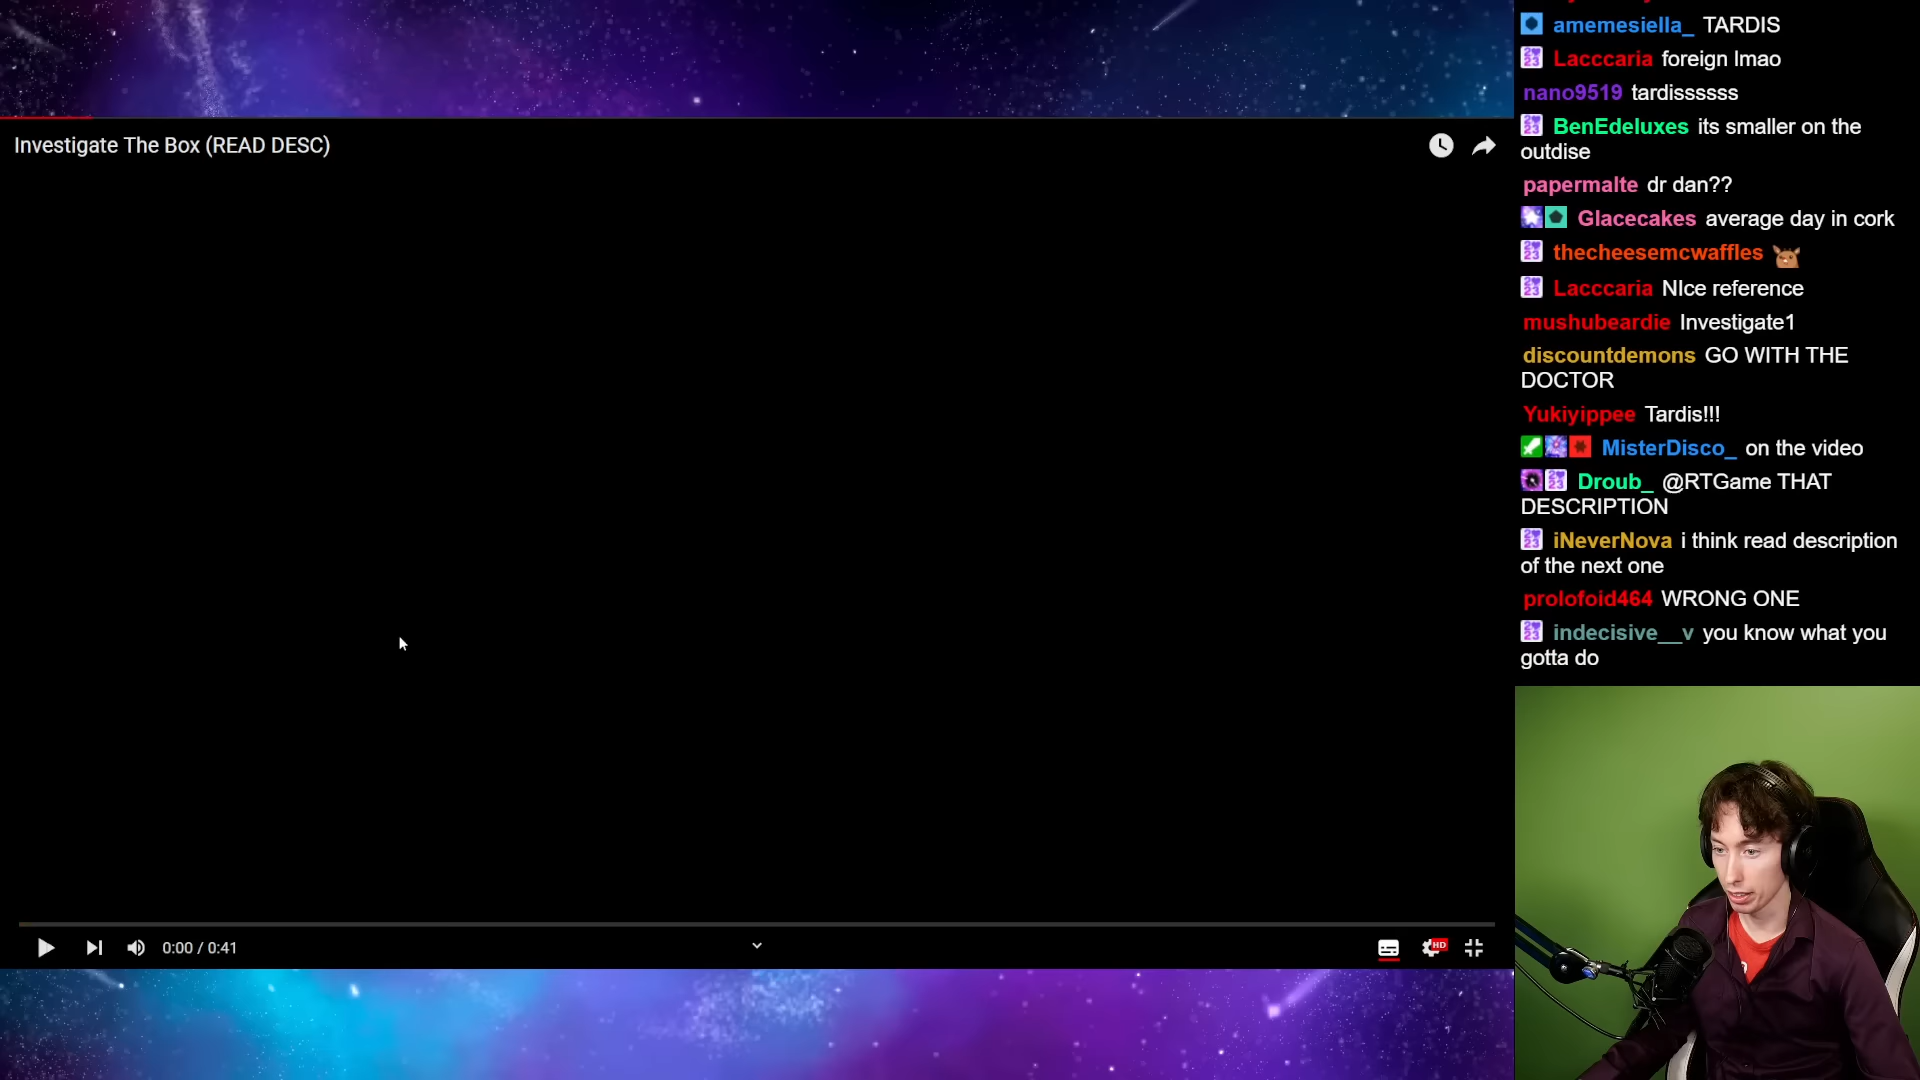 Investigate The Box (READ DESC)
0:00 / 0:41
HD
amemesiella_ TARDIS
Lacccaria foreign lmao
nano9519 tardissssss
BenEdeluxes its smaller on the
outdise
papermalte dr dan??
Glacecakes average day in cork
thecheesemcwaffles
Lacccaria NIce reference
mushubeardie Investigate1
discountdemons GO WITH THE
DOCTOR
Yukiyippee Tardis!!!
MisterDisco_ on the video
Droub_ @RTGame THAT
DESCRIPTION
iNeverNova i think read description
of the next one
prolofoid464 WRONG ONE
indecisive__v you know what you
gotta do